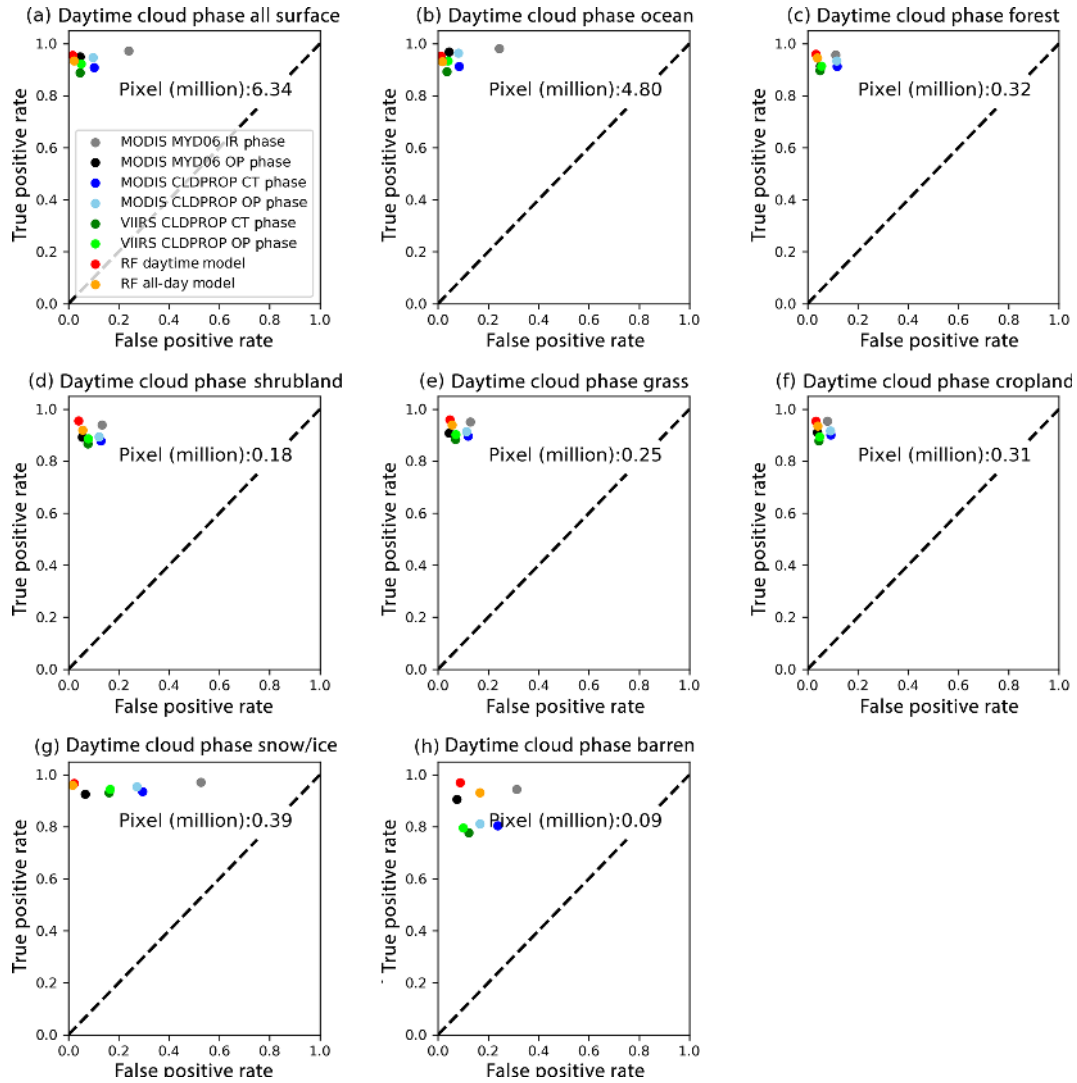 (a) Daytime cloud phase all surface
1.0
0.8
0.6
0.4
0.2
0.0
True positive rate
Pixel (million):6.34
MODIS MYD06 IR phase
MODIS MYD06 OP phase
MODIS CLDPROP CT phase
MODIS CLDPROP OP phase
VIIRS CLDPROP CT phase
VIIRS CLDPROP OP phase
RF daytime model
RF all-day model
0.0 0.2 0.4 0.6 0.8 1.0
False positive rate
(b) Daytime cloud phase ocean
1.0
0.8
0.6
0.4
0.2
0.0
True positive rate
Pixel (million):4.80
0.0 0.2 0.4 0.6 0.8 1.0
False positive rate
(c) Daytime cloud phase forest
1.0
0.8
0.6
0.4
0.2
0.0
True positive rate
Pixel (million):0.32
0.0 0.2 0.4 0.6 0.8 1.0
False positive rate
(d) Daytime cloud phase shrubland
1.0
0.8
0.6
0.4
0.2
0.0
True positive rate
Pixel (million):0.18
0.0 0.2 0.4 0.6 0.8 1.0
False positive rate
(e) Daytime cloud phase grass
1.0
0.8
0.6
0.4
0.2
0.0
True positive rate
Pixel (million):0.25
0.0 0.2 0.4 0.6 0.8 1.0
False positive rate
(f) Daytime cloud phase cropland
1.0
0.8
0.6
0.4
0.2
0.0
True positive rate
Pixel (million):0.31
0.0 0.2 0.4 0.6 0.8 1.0
False positive rate
(g) Daytime cloud phase snow/ice
1.0
0.8
0.6
0.4
0.2
0.0
True positive rate
Pixel (million):0.39
0.0 0.2 0.4 0.6 0.8 1.0
False positive rate
(h) Daytime cloud phase barren
1.0
0.8
0.6
0.4
0.2
0.0
True positive rate
Pixel (million):0.09
0.0 0.2 0.4 0.6 0.8 1.0
False positive rate